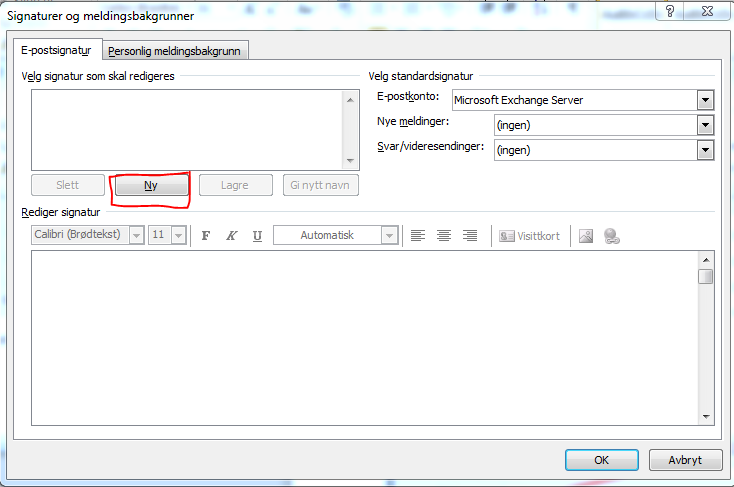 Signaturer og meldingsbakgrunner
E-postsignatur
Personlig meldingsbakgrunn
Velg signatur som skal redigeres
Slett
Ny
Lagre
Gi nytt navn
Velg standardsignatur
E-postkonto:
Microsoft Exchange Server
Nye meldinger:
(ingen)
Svar/videresendinger:
(ingen)
Rediger signatur
Calibri (Brødtekst)
11
F
K
U
Automatisk
Visittkort
OK
Avbryt